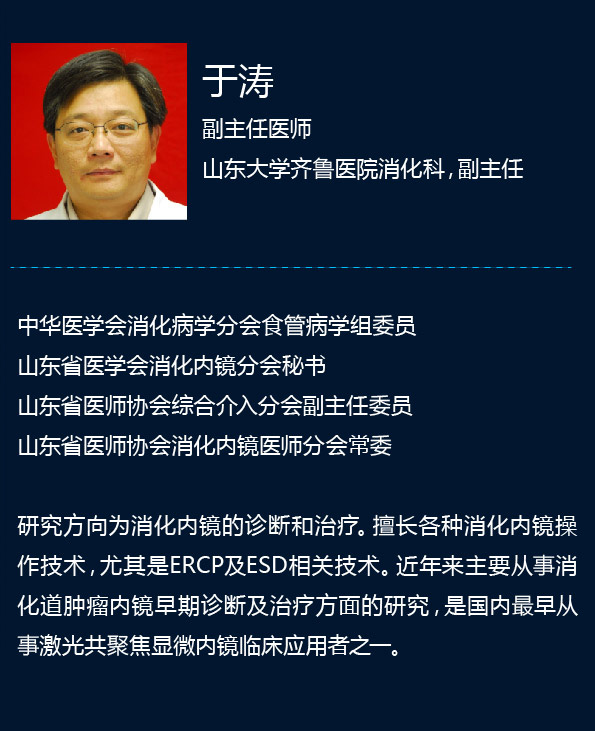 于涛
副主任医师
山东大学齐鲁医院消化科，副主任
中华医学会消化病学分会食管病学组委员
山东省医学会消化内镜分会秘书
山东省医师协会综合介入分会副主任委员
山东省医师协会消化内镜医师分会常委
研究方向为消化内镜的诊断和治疗。擅长各种消化内镜操
作技术，尤其是ERCP及ESD相关技术。近年来主要从事消
化道肿瘤内镜早期诊断及治疗方面的研究，是国内最早从
事激光共聚焦显微内镜临床应用者之一。